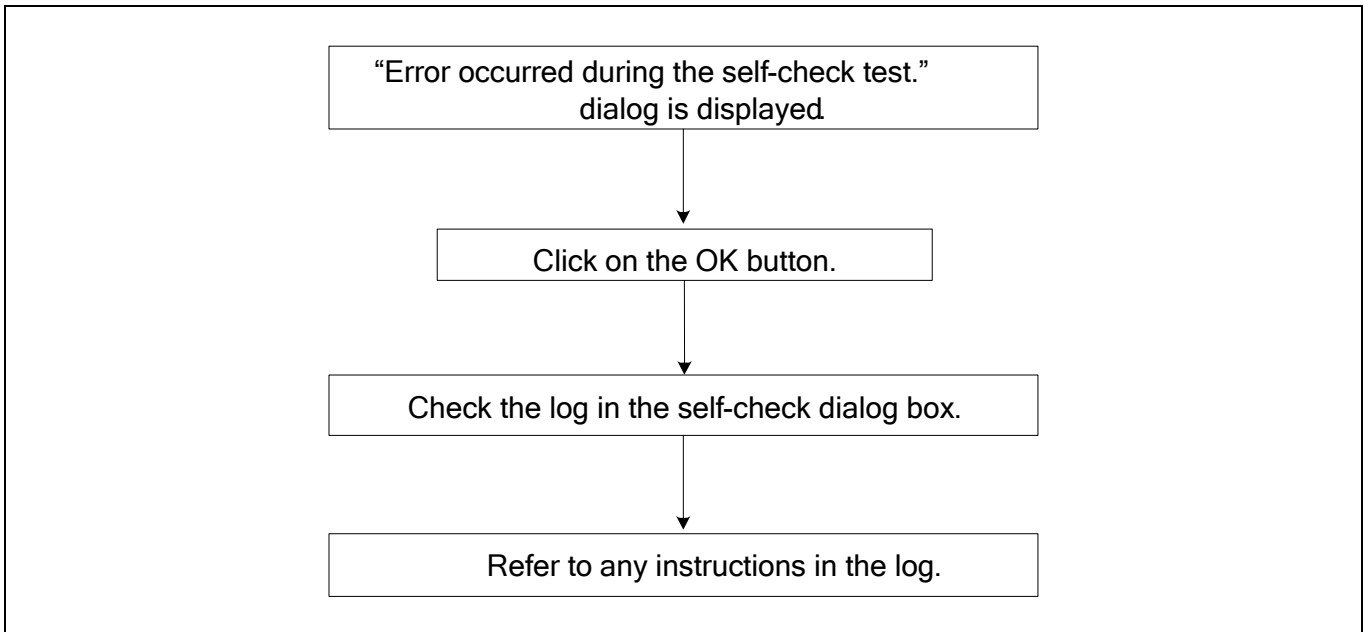 “Error occurred during the self-check test.”
dialog is displayed.
Click on the OK button.
Check the log in the self-check dialog box.
Refer to any instructions in the log.